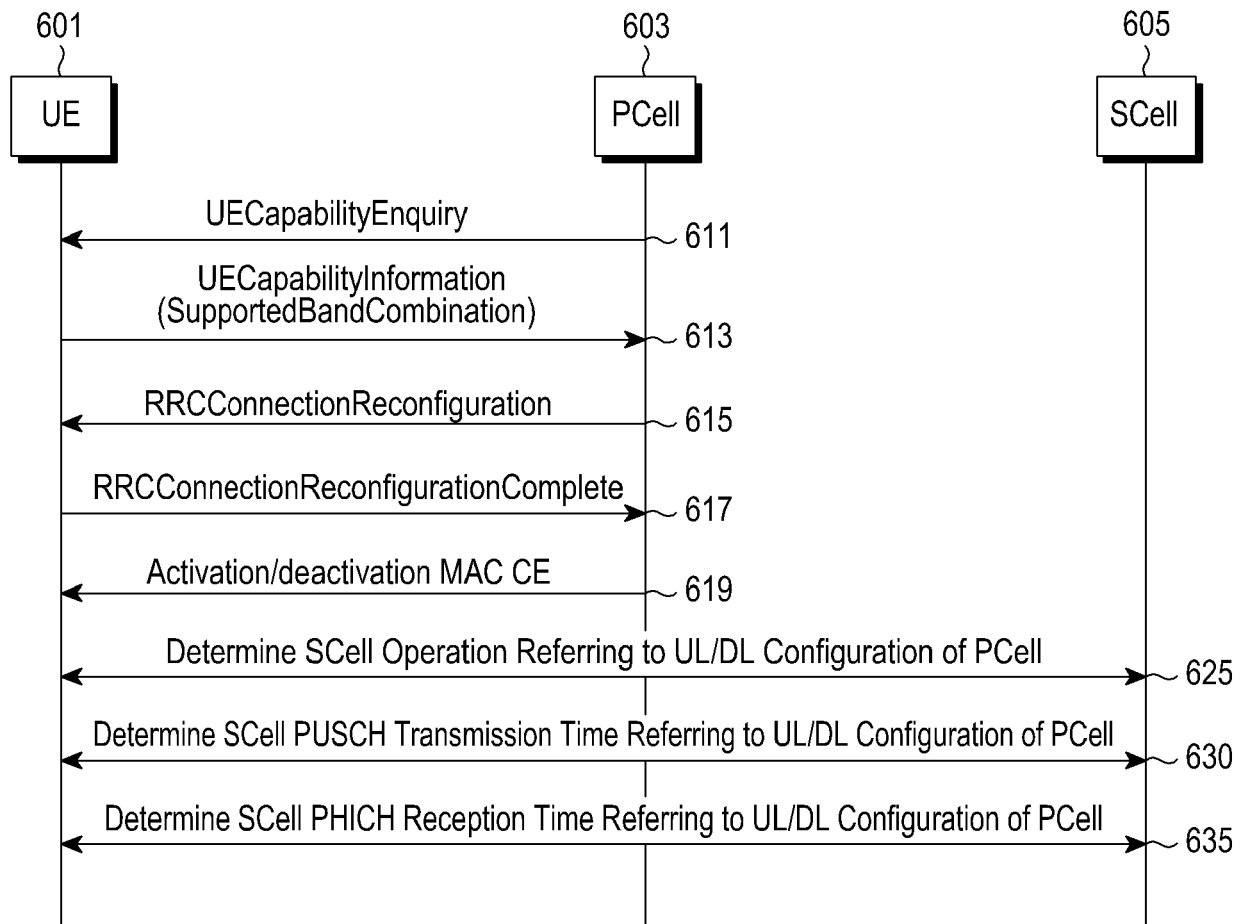 601
603
605
UE
PCell
SCell
UECapabilityEnquiry
611
UECapabilityInformation
(SupportedBandCombination)
613
RRCConnectionReconfiguration
615
RRCConnectionReconfigurationComplete
617
Activation/deactivation MAC CE
619
Determine SCell Operation Referring to UL/DL Configuration of PCell
625
Determine SCell PUSCH Transmission Time Referring to UL/DL Configuration of PCell
630
Determine SCell PHICH Reception Time Referring to UL/DL Configuration of PCell
635